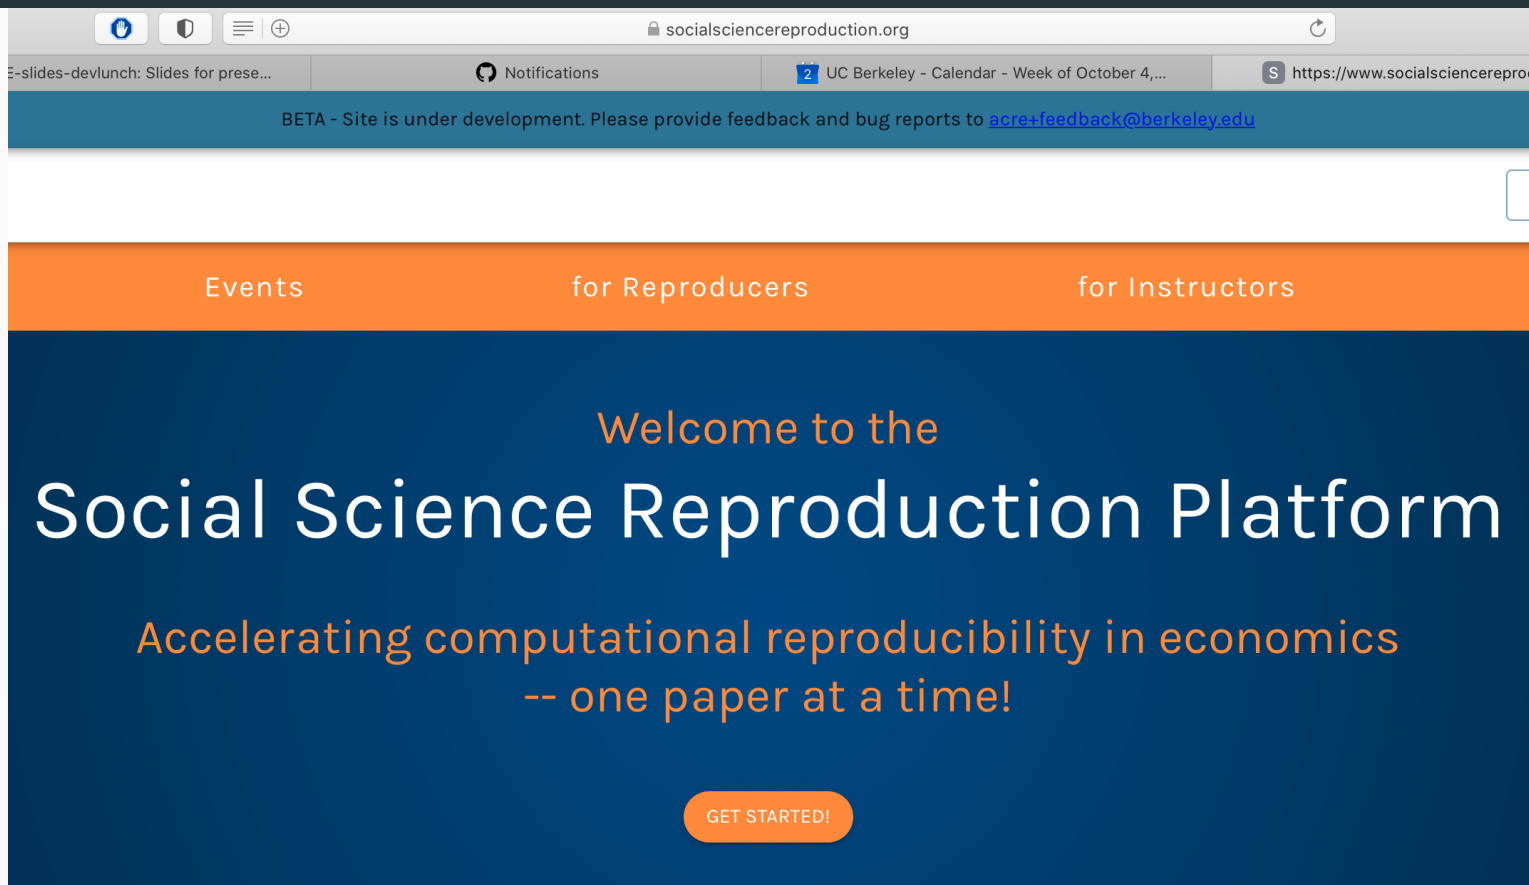 socialsciencereproduction.org
E-slides-devlunch: Slides for prese...
Notifications
2 UC Berkeley - Calendar - Week of October 4,...
S https://www.socialsciencerepro
BETA - Site is under development. Please provide feedback and bug reports to acre+feedback@berkeley.edu
Events
for Reproducers
for Instructors
Welcome to the
Social Science Reproduction Platform
Accelerating computational reproducibility in economics
-- one paper at a time!
GET STARTED!